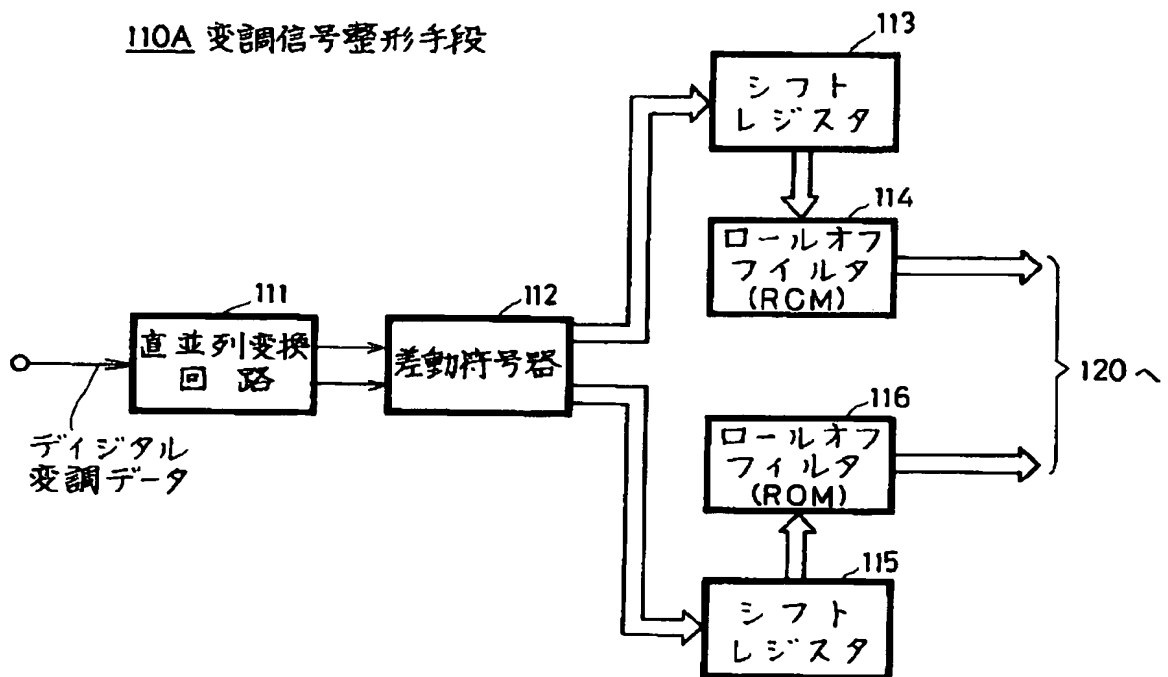 110A 変調信号整形手段
113
シフト
レジスタ
114
ロールオフ
フィルタ
(RCM)
111
直並列変換
回路
112
差動符号器
ディジタル
変調データ
120へ
116
ロールオフ
フィルタ
(ROM)
115
シフト
レジスタ